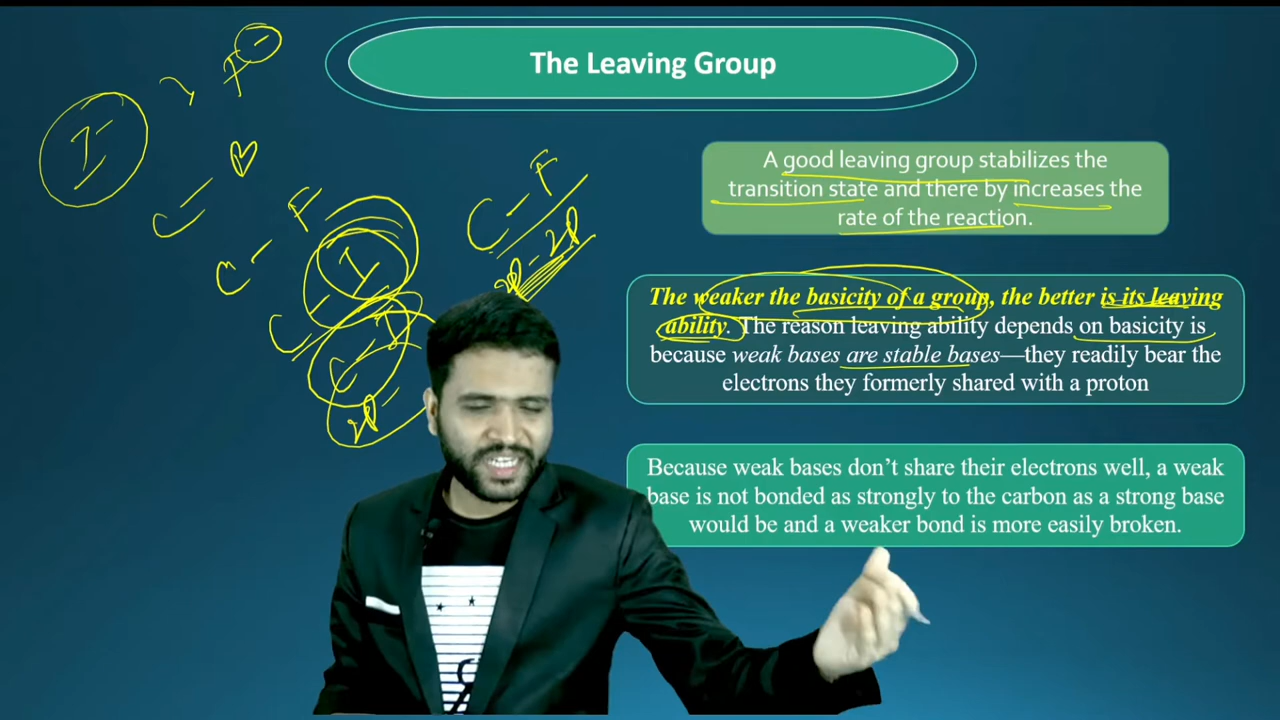 The Leaving Group
A good leaving group stabilizes the
transition state and there by increases the
rate of the reaction.
The weaker the basicity of a group, the better is its leaving
ability. The reason leaving ability depends on basicity is
because weak bases are stable bases—they readily bear the
electrons they formerly shared with a proton
Because weak bases don’t share their electrons well, a weak
base is not bonded as strongly to the carbon as a strong base
would be and a weaker bond is more easily broken.
F⁻
I⁻
C – F
C – F
2p – 2p
C – I
2p –